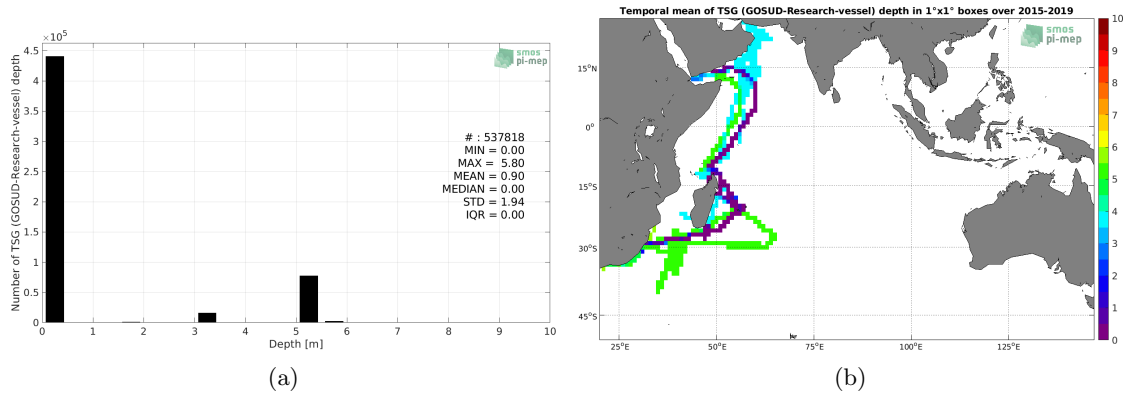 ×10⁵
4.5
4
3.5
3
2.5
2
1.5
1
0.5
0
Number of TSG (GOSUD-Research-vessel) depth
smos
pi-mep
# : 537818
MIN = 0.00
MAX = 5.80
MEAN = 0.90
MEDIAN = 0.00
STD = 1.94
IQR = 0.00
0 1 2 3 4 5 6 7 8 9 10
Depth [m]
(a)
Temporal mean of TSG (GOSUD-Research-vessel) depth in 1°x1° boxes over 2015-2019
smos
pi-mep
15°N
0°
15°S
30°S
45°S
25°E 50°E 75°E 100°E 125°E
10
9
8
7
6
5
4
3
2
1
0
(b)